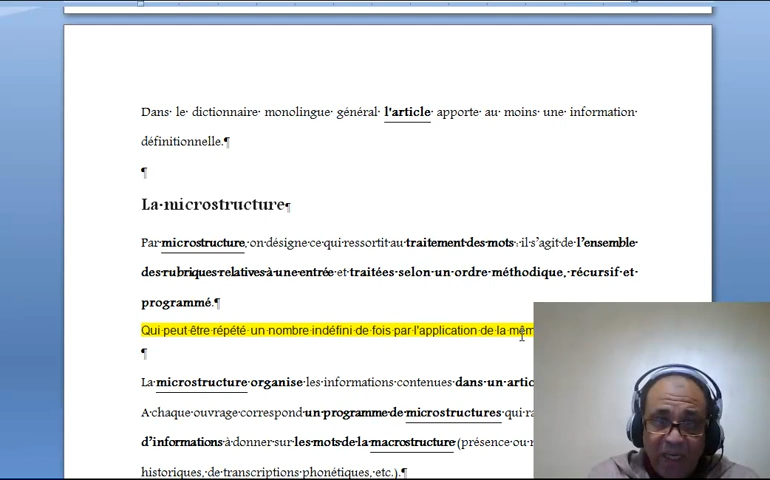 Dans le dictionnaire monolingue général l'article apporte au moins une information
définitionnelle.¶
¶
La·microstructure¶
Par·microstructure,·on·désigne·ce·qui·ressortit·au·traitement·des·mots·,·il·s’agit·de·l’ensemble·
des·rubriques·relatives·à·une·entrée·et·traitées·selon·un·ordre·méthodique,·récursif·et·
programmé.¶
Qui·peut·être·répété·un·nombre·indéfini·de·fois·par·l'application·de·la·mêm
¶
La·microstructure·organise·les·informations·contenues·dans·un·artic
A·chaque·ouvrage·correspond·un·programme·de·microstructures·qui
d’informations·à·donner·sur·les·mots·de·la·macrostructure·(présence·ou
historiques,·de·transcriptions·phonétiques,·etc.).¶